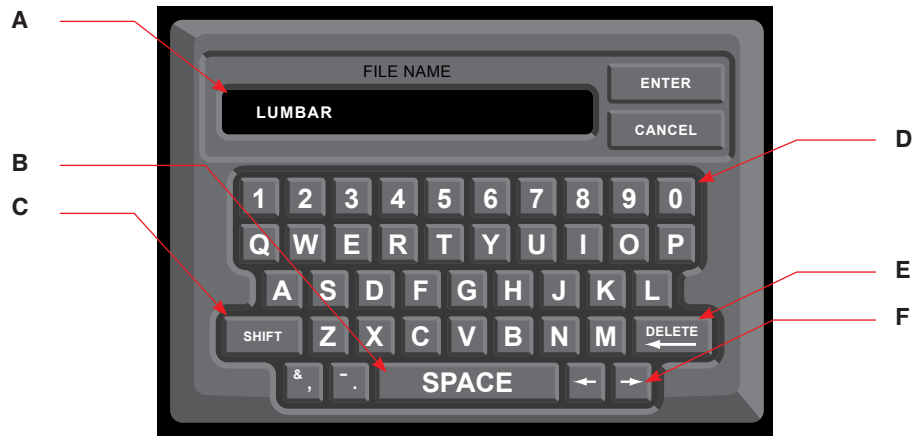 A
FILE NAME
ENTER
LUMBAR
CANCEL
B
D
C
1 2 3 4 5 6 7 8 9 0
Q W E R T Y U I O P
A S D F G H J K L
E
F
SHIFT Z X C V B N M DELETE
& , - . SPACE ← →